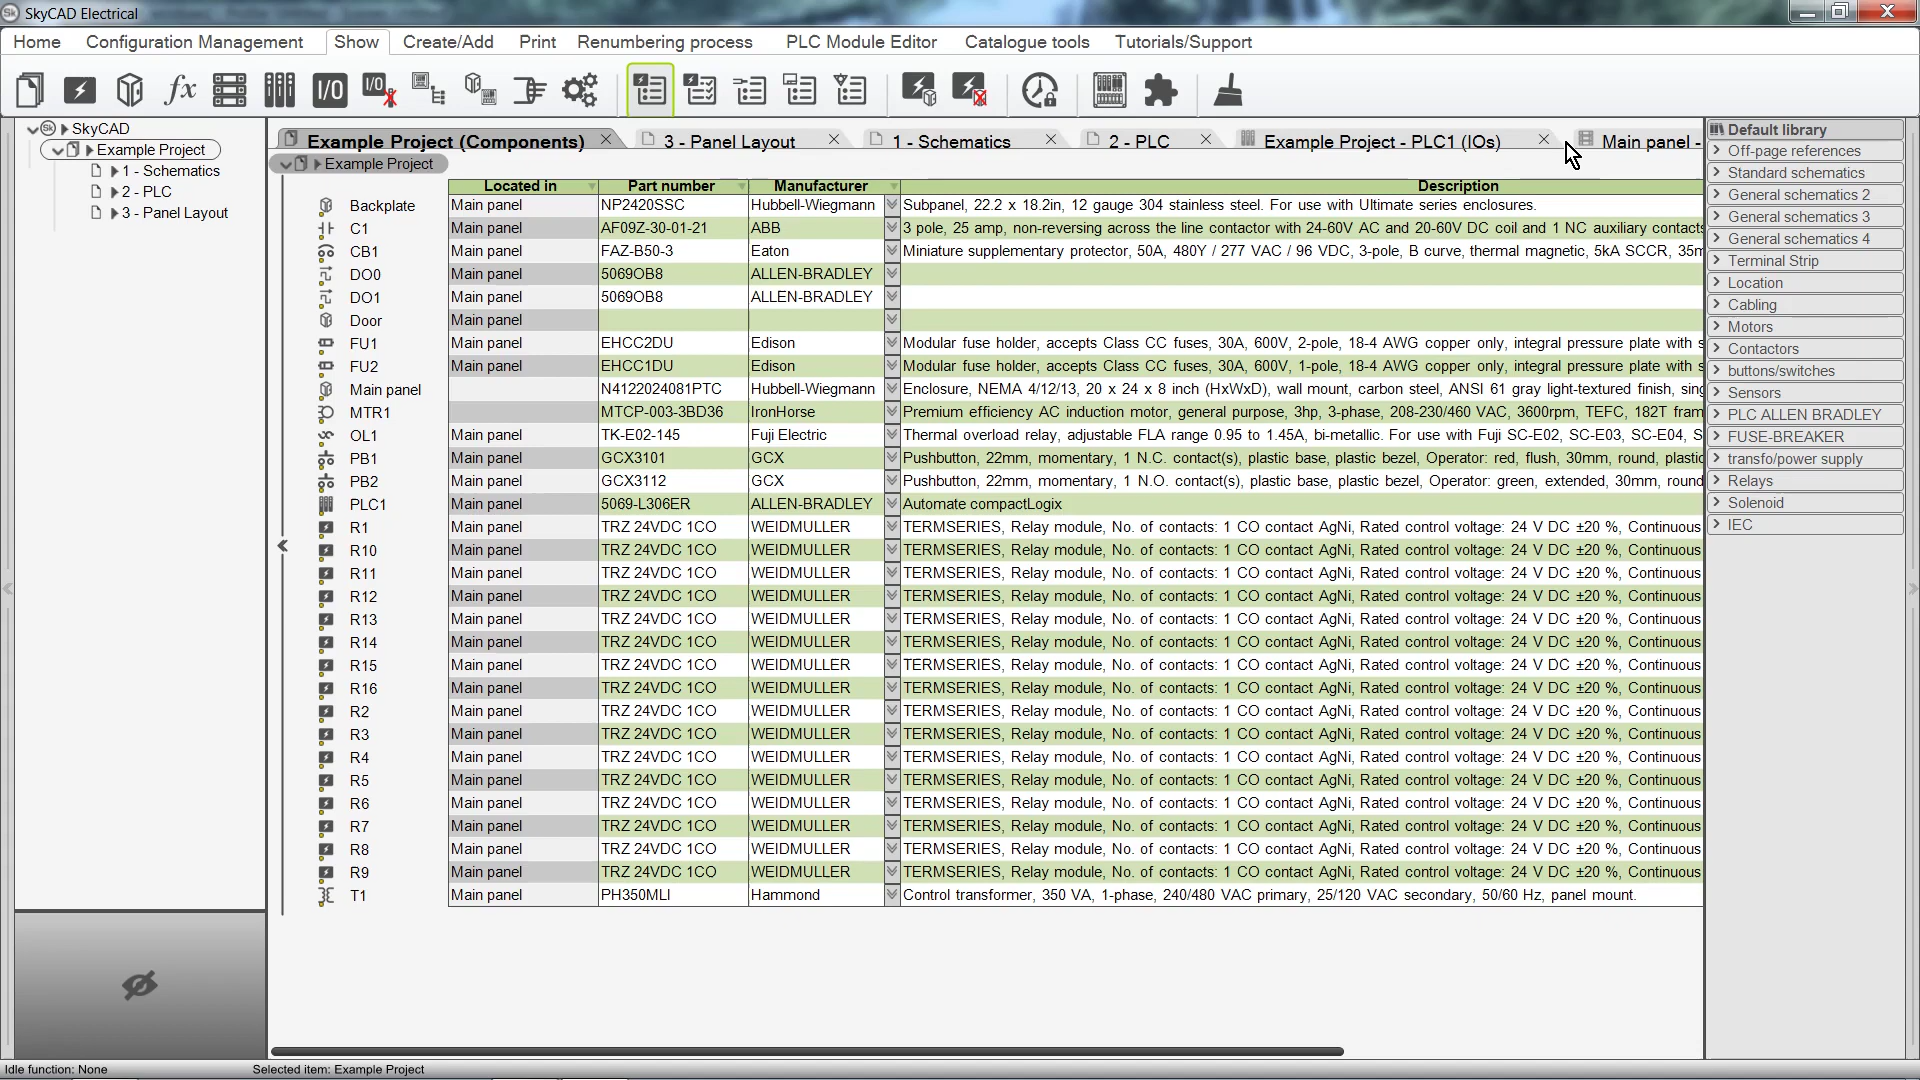 SkyCAD Electrical
Home Configuration Management Show Create/Add Print Renumbering process PLC Module Editor Catalogue tools Tutorials/Support
fx I/O I/O
SkyCAD
Example Project
1 - Schematics
2 - PLC
3 - Panel Layout
Example Project (Components) 3 - Panel Layout 1 - Schematics 2 - PLC Example Project - PLC1 (IOs) Main panel -
Example Project
Located in Part number Manufacturer Description
Backplate Main panel NP2420SSC Hubbell-Wiegmann Subpanel, 22.2 x 18.2in, 12 gauge 304 stainless steel. For use with Ultimate series enclosures.
C1 Main panel AF09Z-30-01-21 ABB 3 pole, 25 amp, non-reversing across the line contactor with 24-60V AC and 20-60V DC coil and 1 NC auxiliary contacts
CB1 Main panel FAZ-B50-3 Eaton Miniature supplementary protector, 50A, 480Y / 277 VAC / 96 VDC, 3-pole, B curve, thermal magnetic, 5kA SCCR, 35m
DO0 Main panel 5069OB8 ALLEN-BRADLEY
DO1 Main panel 5069OB8 ALLEN-BRADLEY
Door Main panel
FU1 Main panel EHCC2DU Edison Modular fuse holder, accepts Class CC fuses, 30A, 600V, 2-pole, 18-4 AWG copper only, integral pressure plate with s
FU2 Main panel EHCC1DU Edison Modular fuse holder, accepts Class CC fuses, 30A, 600V, 1-pole, 18-4 AWG copper only, integral pressure plate with s
Main panel N4122024081PTC Hubbell-Wiegmann Enclosure, NEMA 4/12/13, 20 x 24 x 8 inch (HxWxD), wall mount, carbon steel, ANSI 61 gray light-textured finish, sing
MTR1 MTCP-003-3BD36 IronHorse Premium efficiency AC induction motor, general purpose, 3hp, 3-phase, 208-230/460 VAC, 3600rpm, TEFC, 182T fram
OL1 Main panel TK-E02-145 Fuji Electric Thermal overload relay, adjustable FLA range 0.95 to 1.45A, bi-metallic. For use with Fuji SC-E02, SC-E03, SC-E04, S
PB1 Main panel GCX3101 GCX Pushbutton, 22mm, momentary, 1 N.C. contact(s), plastic base, plastic bezel, Operator: red, flush, 30mm, round, plastic
PB2 Main panel GCX3112 GCX Pushbutton, 22mm, momentary, 1 N.O. contact(s), plastic base, plastic bezel, Operator: green, extended, 30mm, round
PLC1 Main panel 5069-L306ER ALLEN-BRADLEY Automate compactLogix
R1 Main panel TRZ 24VDC 1CO WEIDMULLER TERMSERIES, Relay module, No. of contacts: 1 CO contact AgNi, Rated control voltage: 24 V DC ±20 %, Continuous
R10 Main panel TRZ 24VDC 1CO WEIDMULLER TERMSERIES, Relay module, No. of contacts: 1 CO contact AgNi, Rated control voltage: 24 V DC ±20 %, Continuous
R11 Main panel TRZ 24VDC 1CO WEIDMULLER TERMSERIES, Relay module, No. of contacts: 1 CO contact AgNi, Rated control voltage: 24 V DC ±20 %, Continuous
R12 Main panel TRZ 24VDC 1CO WEIDMULLER TERMSERIES, Relay module, No. of contacts: 1 CO contact AgNi, Rated control voltage: 24 V DC ±20 %, Continuous
R13 Main panel TRZ 24VDC 1CO WEIDMULLER TERMSERIES, Relay module, No. of contacts: 1 CO contact AgNi, Rated control voltage: 24 V DC ±20 %, Continuous
R14 Main panel TRZ 24VDC 1CO WEIDMULLER TERMSERIES, Relay module, No. of contacts: 1 CO contact AgNi, Rated control voltage: 24 V DC ±20 %, Continuous
R15 Main panel TRZ 24VDC 1CO WEIDMULLER TERMSERIES, Relay module, No. of contacts: 1 CO contact AgNi, Rated control voltage: 24 V DC ±20 %, Continuous
R16 Main panel TRZ 24VDC 1CO WEIDMULLER TERMSERIES, Relay module, No. of contacts: 1 CO contact AgNi, Rated control voltage: 24 V DC ±20 %, Continuous
R2 Main panel TRZ 24VDC 1CO WEIDMULLER TERMSERIES, Relay module, No. of contacts: 1 CO contact AgNi, Rated control voltage: 24 V DC ±20 %, Continuous
R3 Main panel TRZ 24VDC 1CO WEIDMULLER TERMSERIES, Relay module, No. of contacts: 1 CO contact AgNi, Rated control voltage: 24 V DC ±20 %, Continuous
R4 Main panel TRZ 24VDC 1CO WEIDMULLER TERMSERIES, Relay module, No. of contacts: 1 CO contact AgNi, Rated control voltage: 24 V DC ±20 %, Continuous
R5 Main panel TRZ 24VDC 1CO WEIDMULLER TERMSERIES, Relay module, No. of contacts: 1 CO contact AgNi, Rated control voltage: 24 V DC ±20 %, Continuous
R6 Main panel TRZ 24VDC 1CO WEIDMULLER TERMSERIES, Relay module, No. of contacts: 1 CO contact AgNi, Rated control voltage: 24 V DC ±20 %, Continuous
R7 Main panel TRZ 24VDC 1CO WEIDMULLER TERMSERIES, Relay module, No. of contacts: 1 CO contact AgNi, Rated control voltage: 24 V DC ±20 %, Continuous
R8 Main panel TRZ 24VDC 1CO WEIDMULLER TERMSERIES, Relay module, No. of contacts: 1 CO contact AgNi, Rated control voltage: 24 V DC ±20 %, Continuous
R9 Main panel TRZ 24VDC 1CO WEIDMULLER TERMSERIES, Relay module, No. of contacts: 1 CO contact AgNi, Rated control voltage: 24 V DC ±20 %, Continuous
T1 Main panel PH350MLI Hammond Control transformer, 350 VA, 1-phase, 240/480 VAC primary, 25/120 VAC secondary, 50/60 Hz, panel mount.
Default library
Off-page references
Standard schematics
General schematics 2
General schematics 3
General schematics 4
Terminal Strip
Location
Cabling
Motors
Contactors
buttons/switches
Sensors
PLC ALLEN BRADLEY
FUSE-BREAKER
transfo/power supply
Relays
Solenoid
IEC
Idle function: None Selected item: Example Project